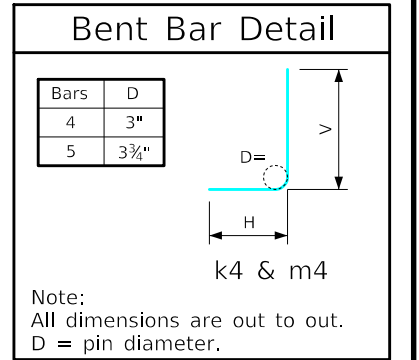 Bent Bar Detail
Bars D
4 3"
5 3¾"
D=
V
H
k4 & m4
Note:
All dimensions are out to out.
D = pin diameter.